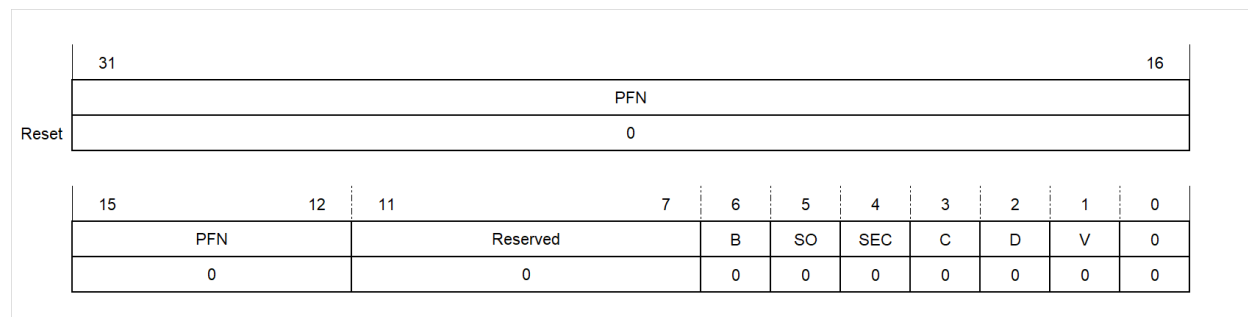 31 16
PFN
Reset 0
15 12 11 7 6 5 4 3 2 1 0
PFN Reserved B SO SEC C D V 0
0 0 0 0 0 0 0 0 0